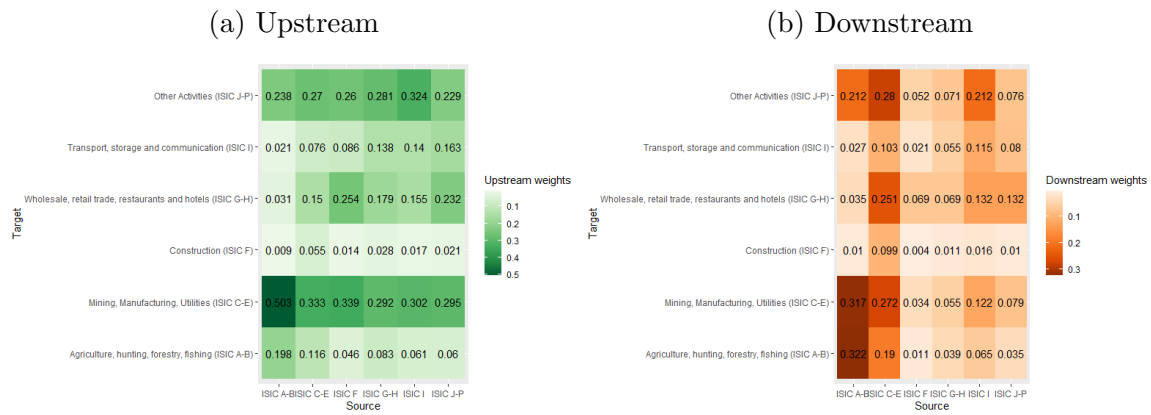 (a) Upstream
Other Activities (ISIC J-P) 0.238 0.27 0.26 0.281 0.324 0.229
Transport, storage and communication (ISIC I) 0.021 0.076 0.086 0.138 0.14 0.163
Wholesale, retail trade, restaurants and hotels (ISIC G-H) 0.031 0.15 0.254 0.179 0.155 0.232
Construction (ISIC F) 0.009 0.055 0.014 0.028 0.017 0.021
Mining, Manufacturing, Utilities (ISIC C-E) 0.503 0.333 0.339 0.292 0.302 0.295
Agriculture, hunting, forestry, fishing (ISIC A-B) 0.198 0.116 0.046 0.083 0.061 0.06
ISIC A-B ISIC C-E ISIC F ISIC G-H ISIC I ISIC J-P
Source
Target
Upstream weights
0.1
0.2
0.3
0.4
0.5
(b) Downstream
Other Activities (ISIC J-P) 0.212 0.28 0.052 0.071 0.212 0.076
Transport, storage and communication (ISIC I) 0.027 0.103 0.021 0.055 0.115 0.08
Wholesale, retail trade, restaurants and hotels (ISIC G-H) 0.035 0.251 0.069 0.069 0.132 0.132
Construction (ISIC F) 0.01 0.099 0.004 0.011 0.016 0.01
Mining, Manufacturing, Utilities (ISIC C-E) 0.317 0.272 0.034 0.055 0.122 0.079
Agriculture, hunting, forestry, fishing (ISIC A-B) 0.322 0.19 0.011 0.039 0.065 0.035
ISIC A-B ISIC C-E ISIC F ISIC G-H ISIC I ISIC J-P
Source
Target
Downstream weights
0.1
0.2
0.3